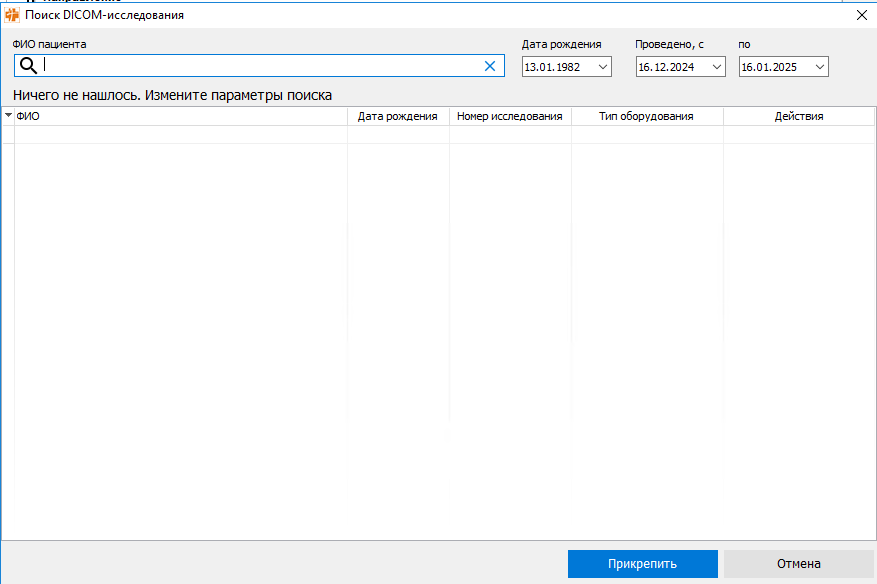 Поиск DICOM-исследования
ФИО пациента
Дата рождения
Проведено, с
по
13.01.1982
16.12.2024
16.01.2025
Ничего не нашлось. Измените параметры поиска
ФИО
Дата рождения
Номер исследования
Тип оборудования
Действия
Прикрепить
Отмена